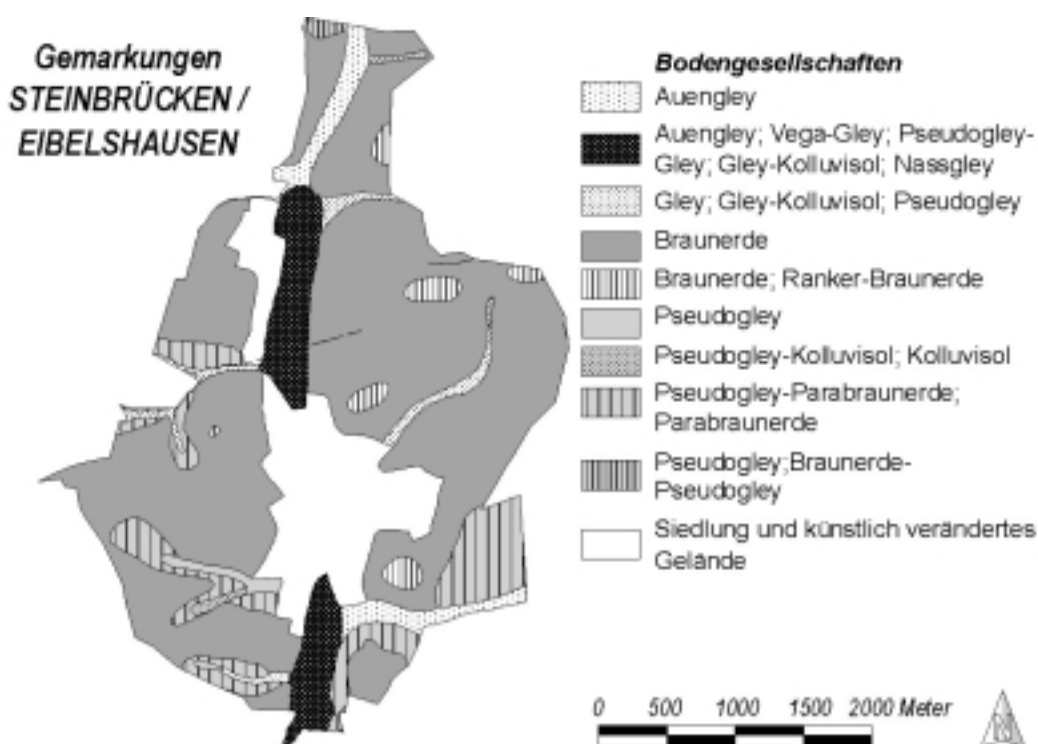 Gemarkungen
STEINBRÜCKEN /
EIBELSHAUSEN
Bodengesellschaften
Auengley
Auengley; Vega-Gley; Pseudogley-
Gley; Gley-Kolluvisol; Nassgley
Gley; Gley-Kolluvisol; Pseudogley
Braunerde
Braunerde; Ranker-Braunerde
Pseudogley
Pseudogley-Kolluvisol; Kolluvisol
Pseudogley-Parabraunerde;
Parabraunerde
Pseudogley;Braunerde-
Pseudogley
Siedlung und künstlich verändertes
Gelände
0 500 1000 1500 2000 Meter
N